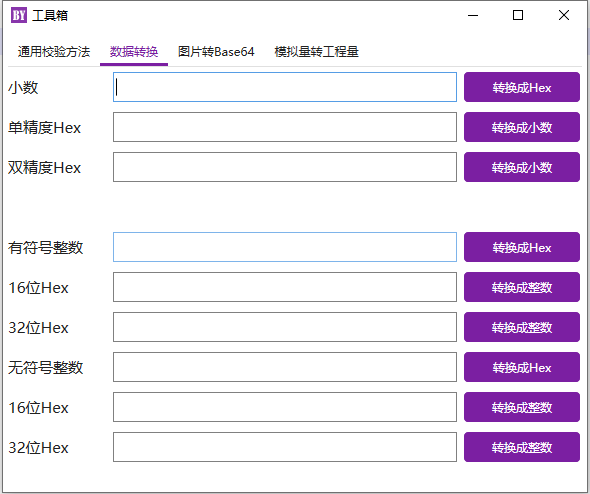 BY 工具箱
通用校验方法 数据转换 图片转Base64 模拟量转工程量
小数 转换成Hex
单精度Hex 转换成小数
双精度Hex 转换成小数
有符号整数 转换成Hex
16位Hex 转换成整数
32位Hex 转换成整数
无符号整数 转换成Hex
16位Hex 转换成整数
32位Hex 转换成整数